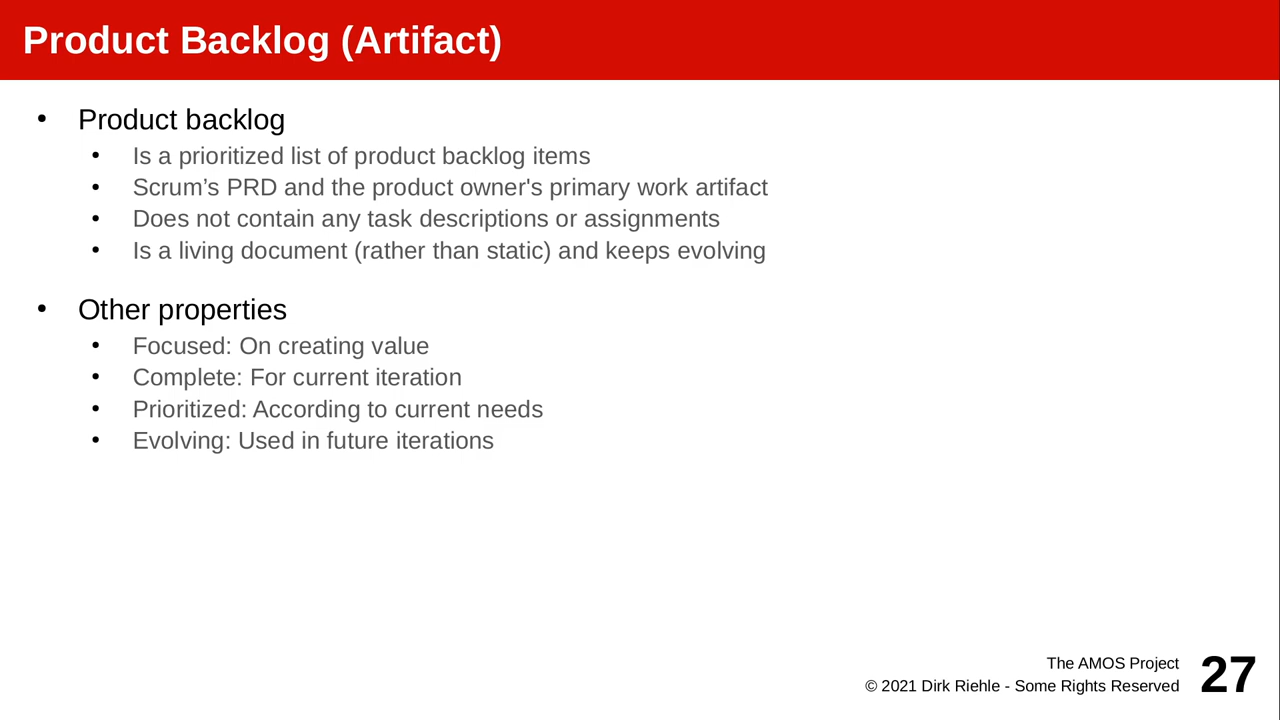 Product Backlog (Artifact)
• Product backlog
• Is a prioritized list of product backlog items
• Scrum’s PRD and the product owner's primary work artifact
• Does not contain any task descriptions or assignments
• Is a living document (rather than static) and keeps evolving
• Other properties
• Focused: On creating value
• Complete: For current iteration
• Prioritized: According to current needs
• Evolving: Used in future iterations
The AMOS Project
© 2021 Dirk Riehle - Some Rights Reserved
27